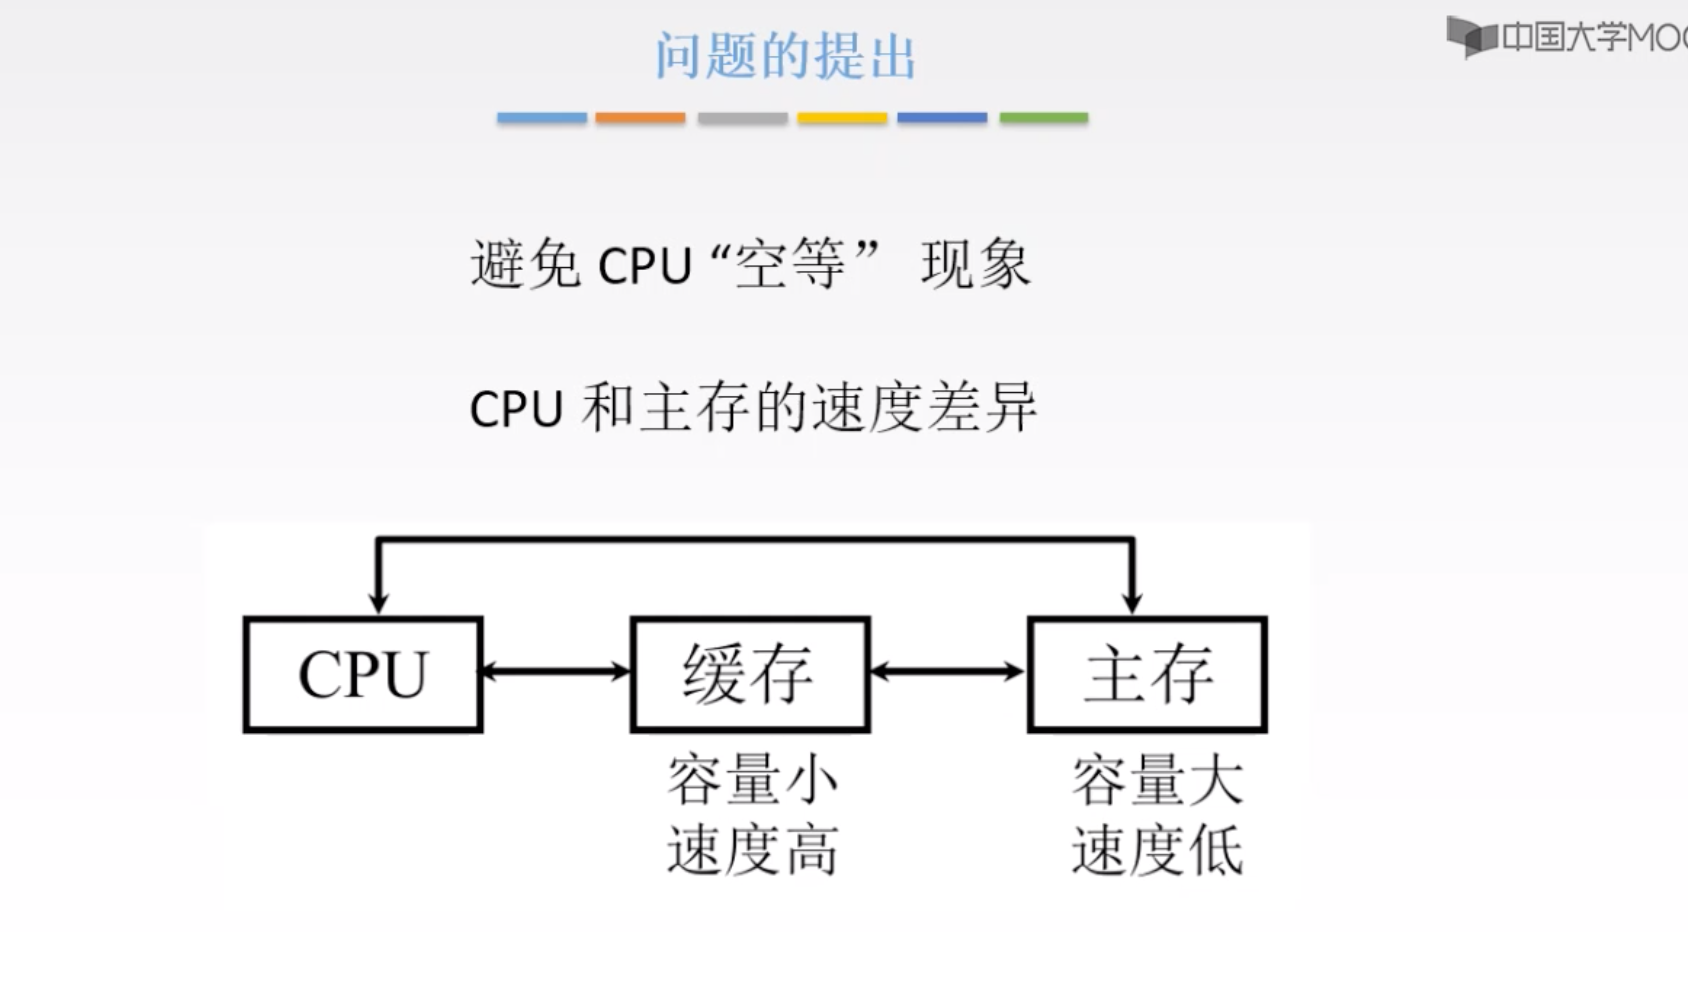 问题的提出
中国大学MOO
避免 CPU “空等” 现象
CPU 和主存的速度差异
CPU
缓存
主存
容量小
速度高
容量大
速度低